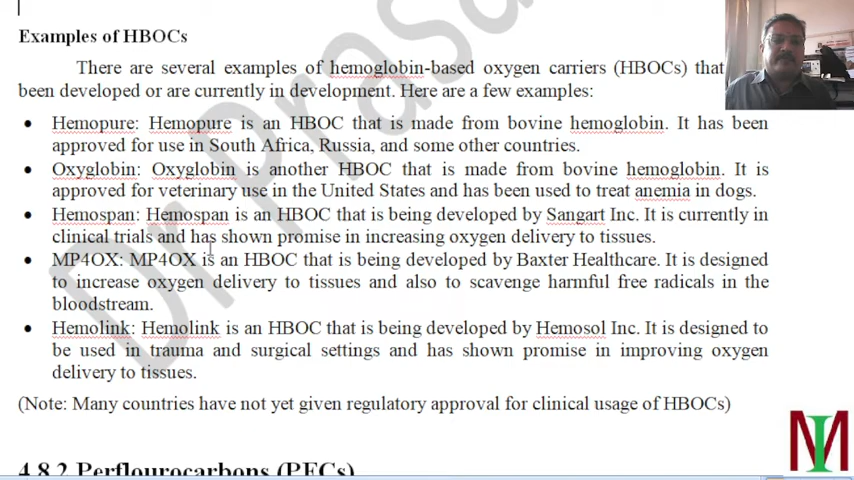 Examples of HBOCs
There are several examples of hemoglobin-based oxygen carriers (HBOCs) that
been developed or are currently in development. Here are a few examples:
• Hemopure: Hemopure is an HBOC that is made from bovine hemoglobin. It has been
approved for use in South Africa, Russia, and some other countries.
• Oxyglobin: Oxyglobin is another HBOC that is made from bovine hemoglobin. It is
approved for veterinary use in the United States and has been used to treat anemia in dogs.
• Hemospan: Hemospan is an HBOC that is being developed by Sangart Inc. It is currently in
clinical trials and has shown promise in increasing oxygen delivery to tissues.
• MP4OX: MP4OX is an HBOC that is being developed by Baxter Healthcare. It is designed
to increase oxygen delivery to tissues and also to scavenge harmful free radicals in the
bloodstream.
• Hemolink: Hemolink is an HBOC that is being developed by Hemosol Inc. It is designed to
be used in trauma and surgical settings and has shown promise in improving oxygen
delivery to tissues.
(Note: Many countries have not yet given regulatory approval for clinical usage of HBOCs)
4.8.2 Perflourocarbons (PFCs)
Dr Prasa